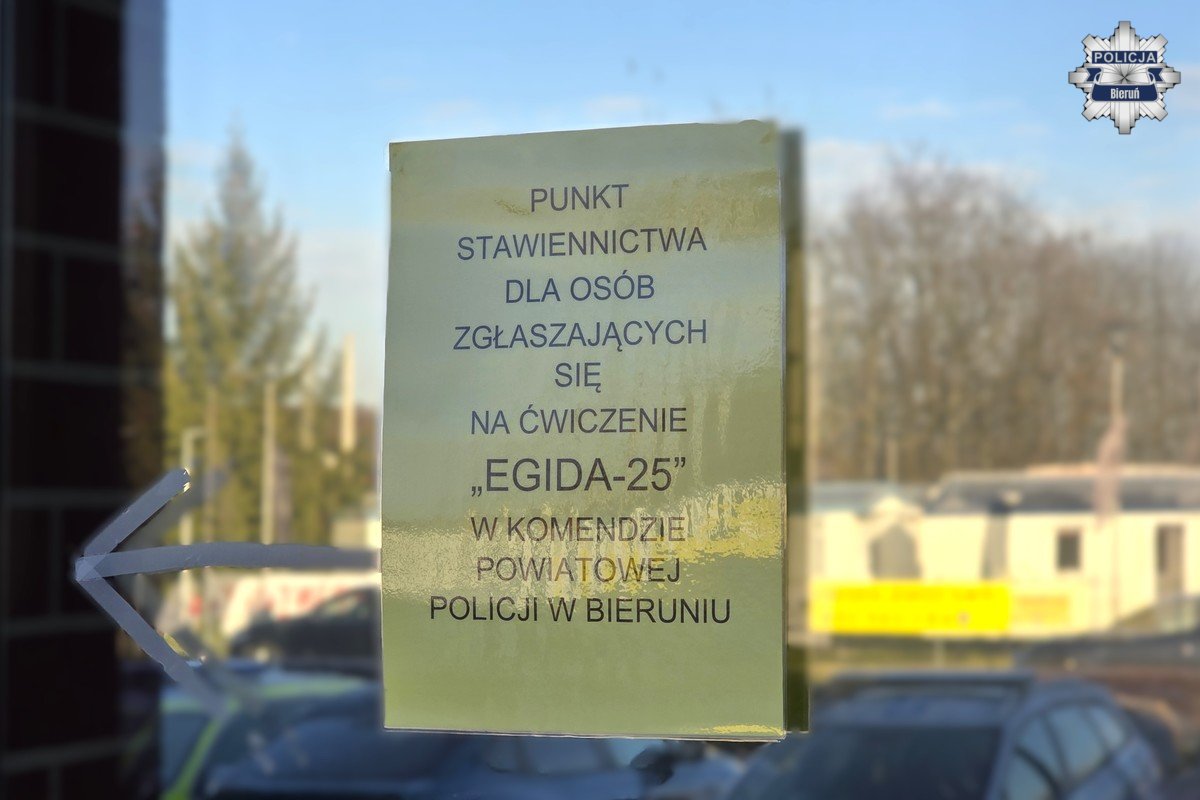 POLICJA
Bieruń
PUNKT
STAWIENNICTWA
DLA OSÓB
ZGŁASZAJĄCYCH
SIĘ
NA ĆWICZENIE
„EGIDA-25”
W KOMENDZIE
POWIATOWEJ
POLICJI W BIERUNIU